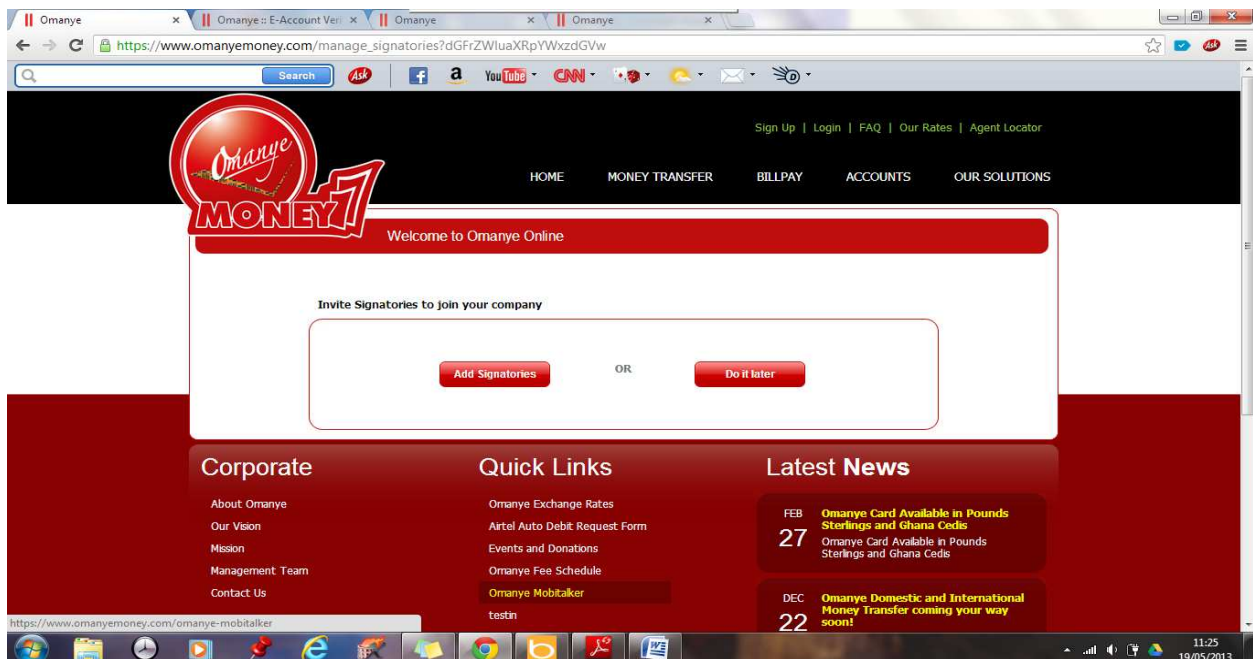 Omanye
Omanye :: E-Account Veri
Omanye
Omanye
https://www.omanyemoney.com/manage_signatories?dGFrZWluaXRpYWxzdGVw
Search Ask f a YouTube CNN
Omanye
MONEY
Sign Up | Login | FAQ | Our Rates | Agent Locator
HOME MONEY TRANSFER BILLPAY ACCOUNTS OUR SOLUTIONS
Welcome to Omanye Online
Invite Signatories to join your company
Add Signatories OR Do it later
Corporate
About Omanye
Our Vision
Mission
Management Team
Contact Us
Quick Links
Omanye Exchange Rates
Airtel Auto Debit Request Form
Events and Donations
Omanye Fee Schedule
Omanye Mobitalker
testin
Latest News
FEB
27
Omanye Card Available in Pounds
Sterlings and Ghana Cedis
Omanye Card Available in Pounds
Sterlings and Ghana Cedis
DEC
22
Omanye Domestic and International
Money Transfer coming your way
soon!
https://www.omanyemoney.com/omanye-mobitalker
11:25
19/05/2013